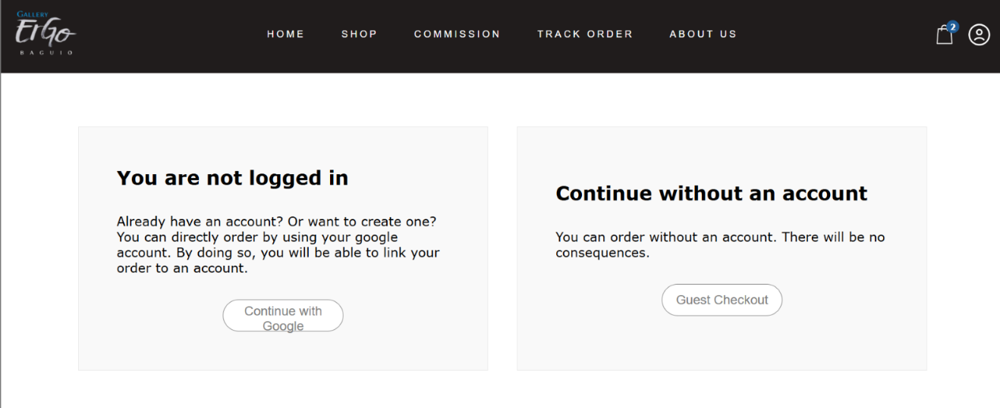 GALLERY
ErGo
BAGUIO
HOME SHOP COMMISSION TRACK ORDER ABOUT US
2
You are not logged in
Already have an account? Or want to create one?
You can directly order by using your google
account. By doing so, you will be able to link your
order to an account.
Continue with
Google
Continue without an account
You can order without an account. There will be no
consequences.
Guest Checkout